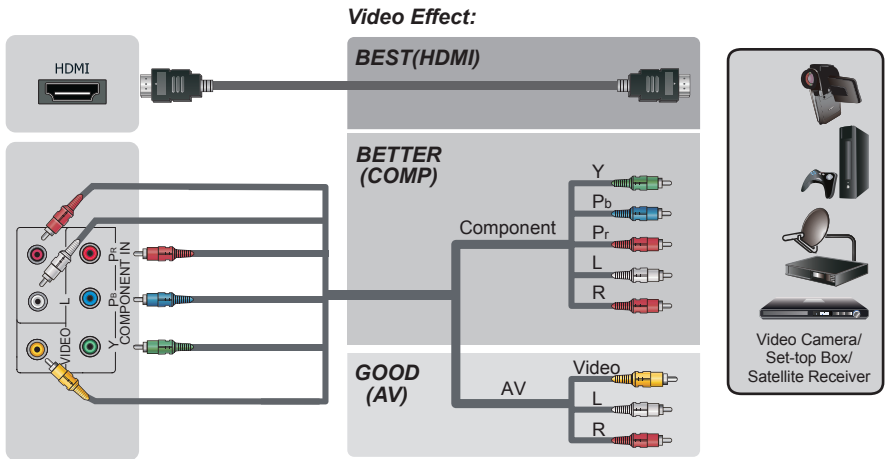 Video Effect:
HDMI
BEST(HDMI)
BETTER
(COMP)
Component
Y
Pb
Pr
L
R
PR
PB
Y
COMPONENT IN
L
VIDEO
GOOD
(AV)
AV
Video
L
R
Video Camera/
Set-top Box/
Satellite Receiver